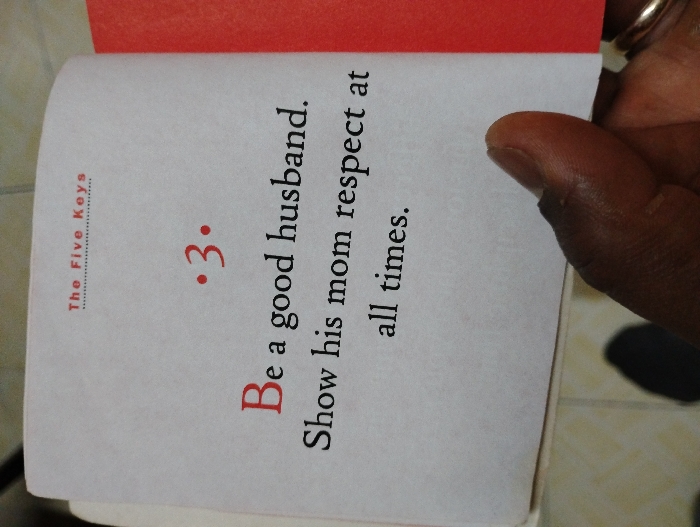 The Five Keys
•3•
Be a good husband.
Show his mom respect at
all times.